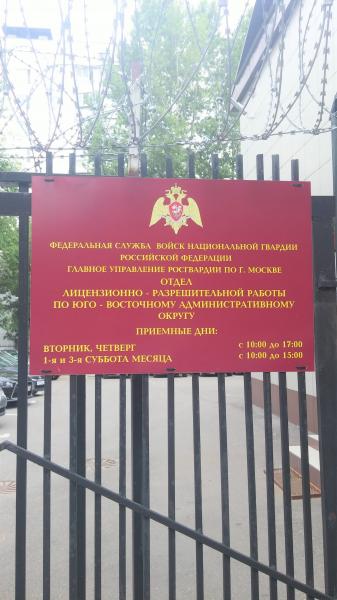 ФЕДЕРАЛЬНАЯ СЛУЖБА ВОЙСК НАЦИОНАЛЬНОЙ ГВАРДИИ
РОССИЙСКОЙ ФЕДЕРАЦИИ
ГЛАВНОЕ УПРАВЛЕНИЕ РОСГВАРДИИ ПО Г. МОСКВЕ
ОТДЕЛ
ЛИЦЕНЗИОННО - РАЗРЕШИТЕЛЬНОЙ РАБОТЫ
ПО ЮГО - ВОСТОЧНОМУ АДМИНИСТРАТИВНОМУ
ОКРУГУ
ПРИЕМНЫЕ ДНИ:
ВТОРНИК, ЧЕТВЕРГ с 10:00 до 17:00
1-я и 3-я СУББОТА МЕСЯЦА с 10:00 до 15:00